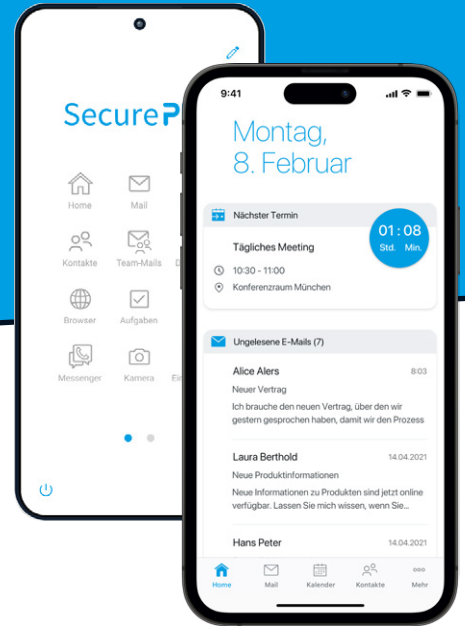 SecureP
Home
Mail
Kontakte
Team-Mails
Browser
Aufgaben
Messenger
Kamera
9:41
Montag,
8. Februar
Nächster Termin
01 : 08
Std. Min.
Tägliches Meeting
10:30 - 11:00
Konferenzraum München
Ungelesene E-Mails (7)
Alice Alers 8:03
Neuer Vertrag
Ich brauche den neuen Vertrag, über den wir
gestern gesprochen haben, damit wir den Prozess
Laura Berthold 14.04.2021
Neue Produktinformationen
Neue Informationen zu Produkten sind jetzt online
verfügbar. Lassen Sie mich wissen, wenn Sie...
Hans Peter 14.04.2021
Home Mail Kalender Kontakte Mehr